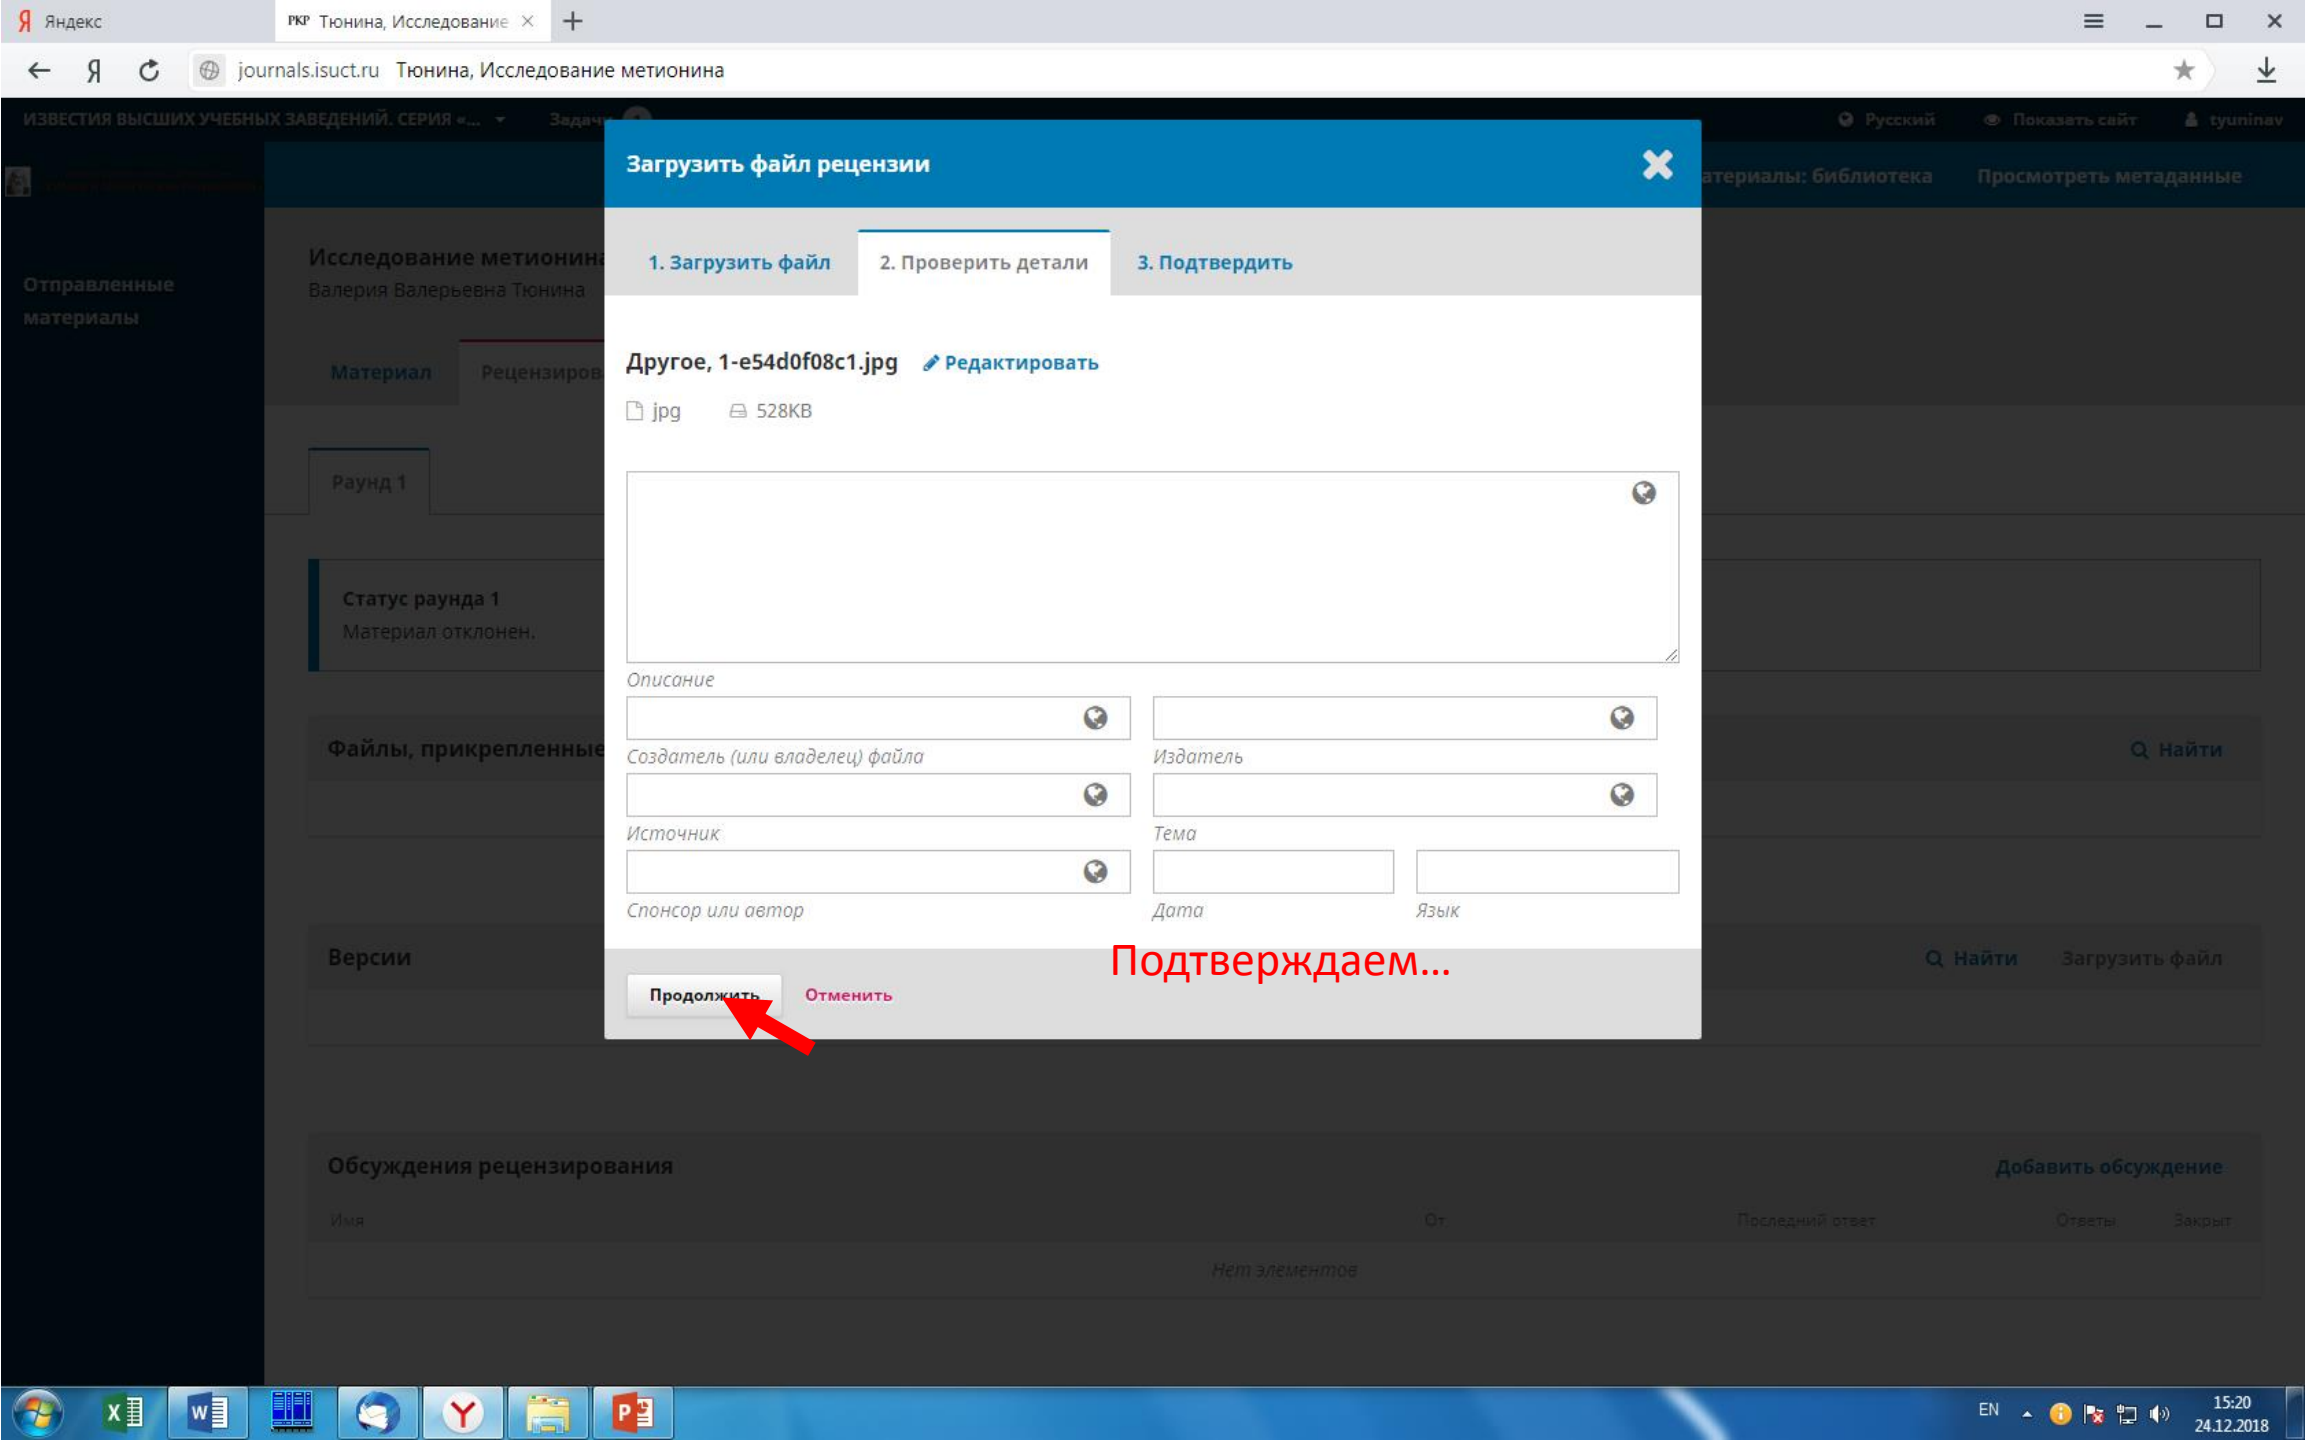 Яндекс
РКР Тюнина, Исследование
journals.isuct.ru Тюнина, Исследование метионина
ИЗВЕСТИЯ ВЫСШИХ УЧЕБНЫХ ЗАВЕДЕНИЙ. СЕРИЯ «...
Задачи
Русский
Показать сайт
tyuninav
Загрузить файл рецензии
атериалы: библиотека
Просмотреть метаданные
Отправленные
материалы
Исследование метионина
Валерия Валерьевна Тюнина
1. Загрузить файл
2. Проверить детали
3. Подтвердить
Материал
Рецензиров
Другое, 1-e54d0f08c1.jpg
Редактировать
jpg
528KB
Раунд 1
Статус раунда 1
Материал отклонен.
Описание
Файлы, прикрепленные
Найти
Создатель (или владелец) файла
Издатель
Источник
Тема
Спонсор или автор
Дата
Язык
Версии
Найти
Загрузить файл
Подтверждаем...
Продолжить
Отменить
Обсуждения рецензирования
Добавить обсуждение
Имя
От
Последний ответ
Ответы
Закрыт
Нет элементов
EN
15:20
24.12.2018